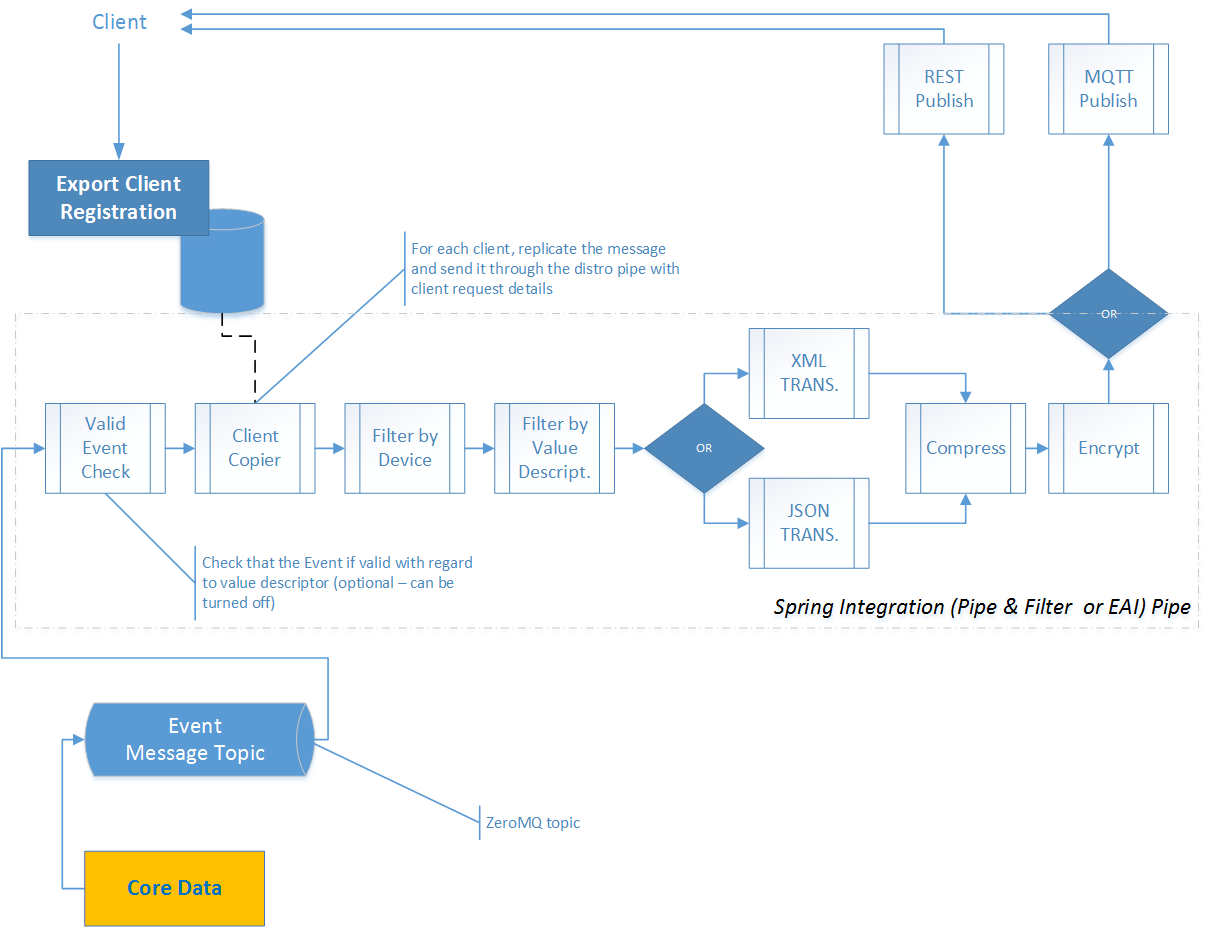 Client
REST
Publish
MQTT
Publish
Export Client
Registration
For each client, replicate the message
and send it through the distro pipe with
client request details
OR
XML
TRANS.
Valid
Event
Check
Client
Copier
Filter by
Device
Filter by
Value
Descript.
OR
Compress
Encrypt
JSON
TRANS.
Check that the Event if valid with regard
to value descriptor (optional – can be
turned off)
Spring Integration (Pipe & Filter or EAI) Pipe
Event
Message Topic
ZeroMQ topic
Core Data